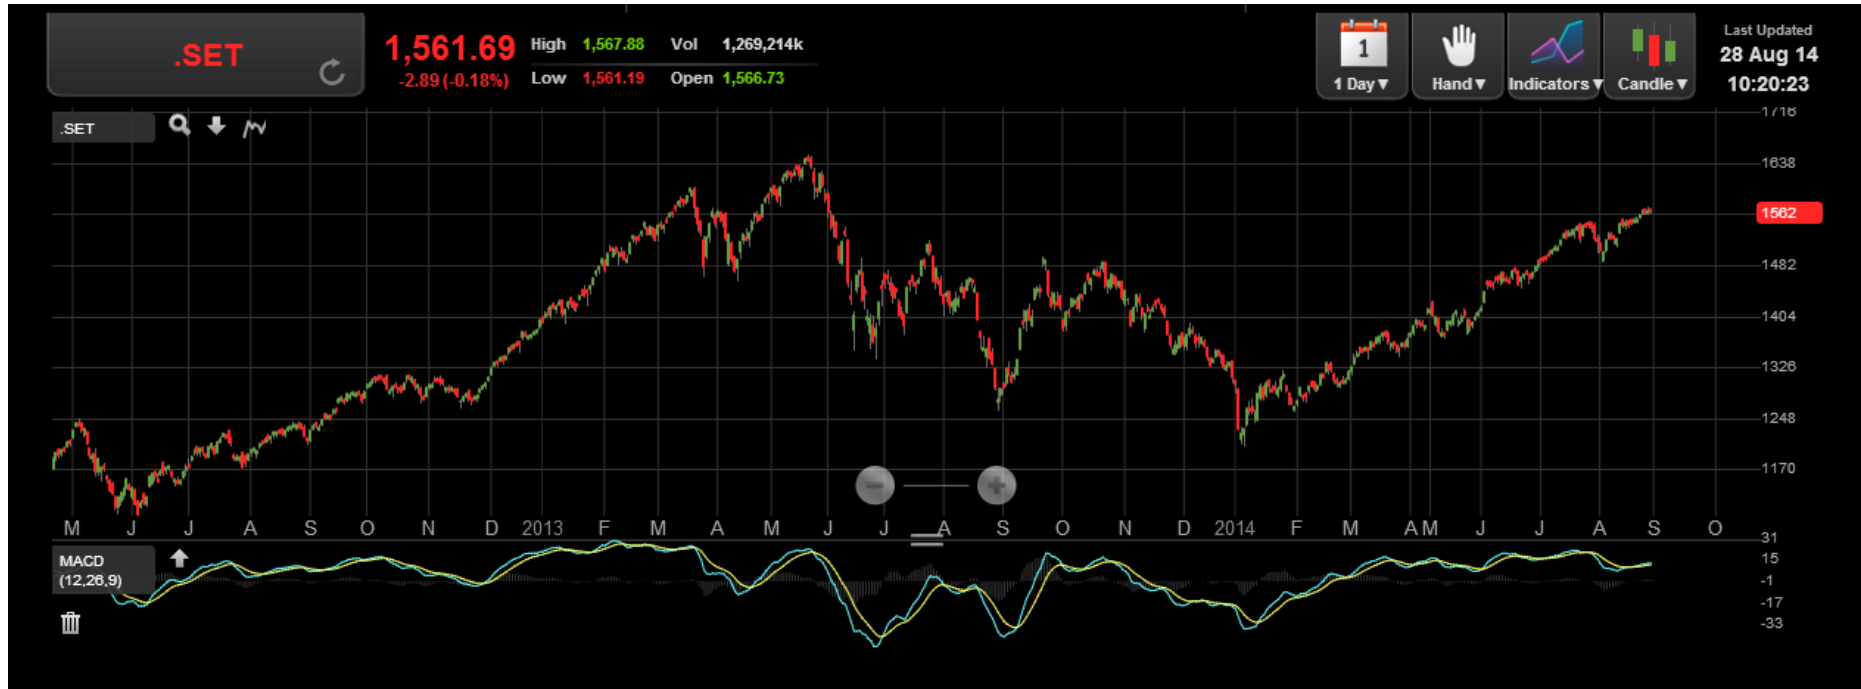 .SET
1,561.69
-2.89 (-0.18%)
High 1,567.88 Vol 1,269,214k
Low 1,561.19 Open 1,566.73
1
1 Day▼
Hand▼
Indicators▼
Candle▼
Last Updated
28 Aug 14
10:20:23
.SET
1716
1638
1562
1482
1404
1326
1248
1170
M J J A S O N D 2013 F M A M J J A S O N D 2014 F M A M J J A S O
MACD
(12,26,9)
31
15
-1
-17
-33